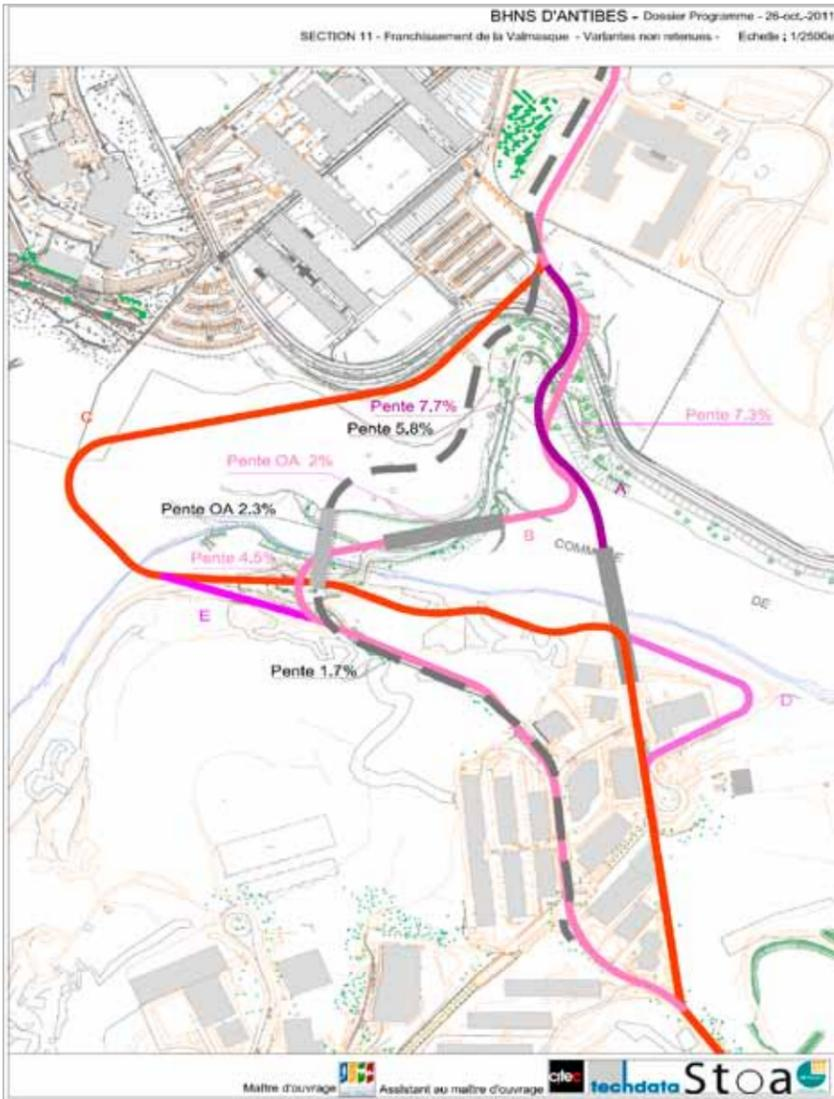 BHNS D'ANTIBES - Dossier Programme - 26-oct.-2011
SECTION 11 - Franchissement de la Valmasque - Variantes non retenues - Echelle : 1/2500e
C
Pente 7.7%
Pente 7.3%
Pente 5.8%
Pente OA 2%
A
Pente OA 2.3%
B
COMMUNE
Pente 4.5%
DE
E
Pente 1.7%
D
Maître d'ouvrage
Assistant au maître d'ouvrage
citec
techdata
Stoa